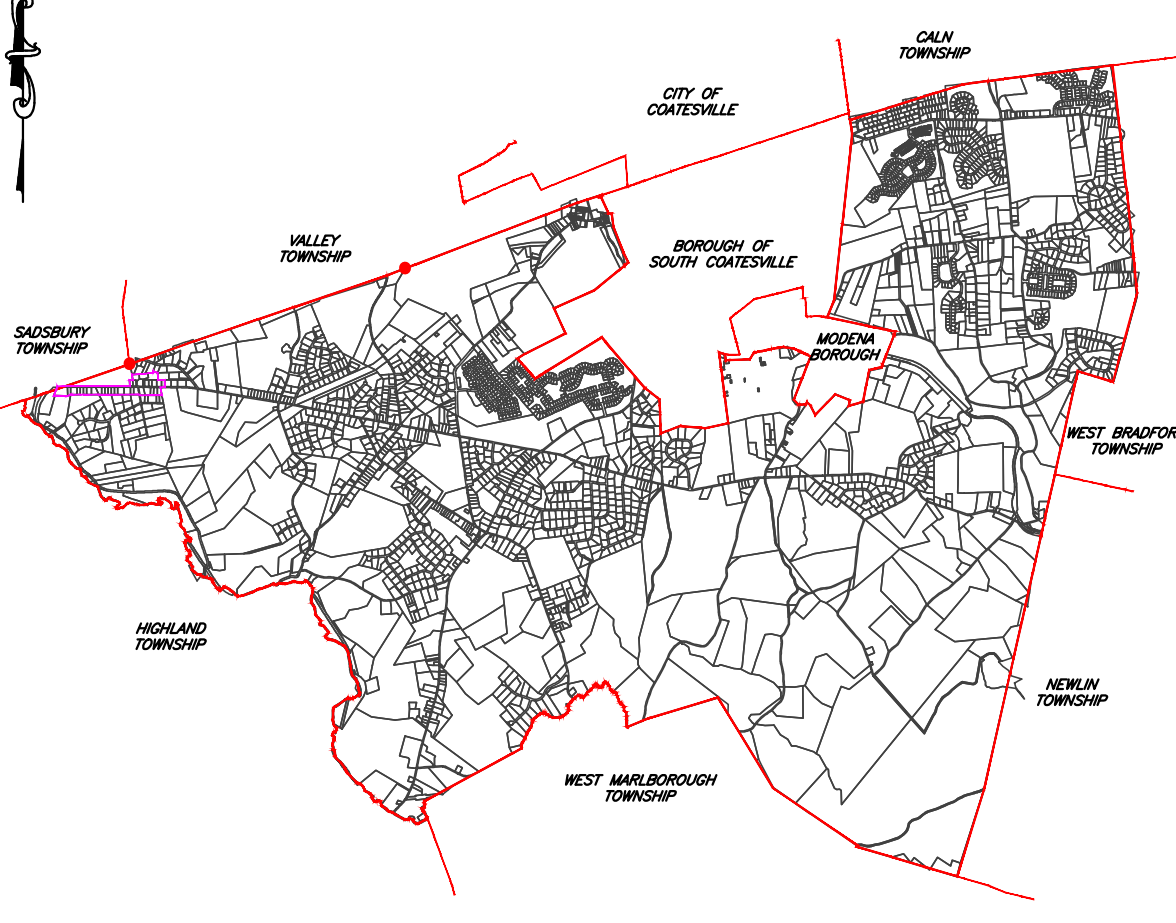 CALN
TOWNSHIP
CITY OF
COATESVILLE
VALLEY
TOWNSHIP
BOROUGH OF
SOUTH COATESVILLE
SADSBURY
TOWNSHIP
MODENA
BOROUGH
WEST BRADFOR
TOWNSHIP
HIGHLAND
TOWNSHIP
NEWLIN
TOWNSHIP
WEST MARLBOROUGH
TOWNSHIP